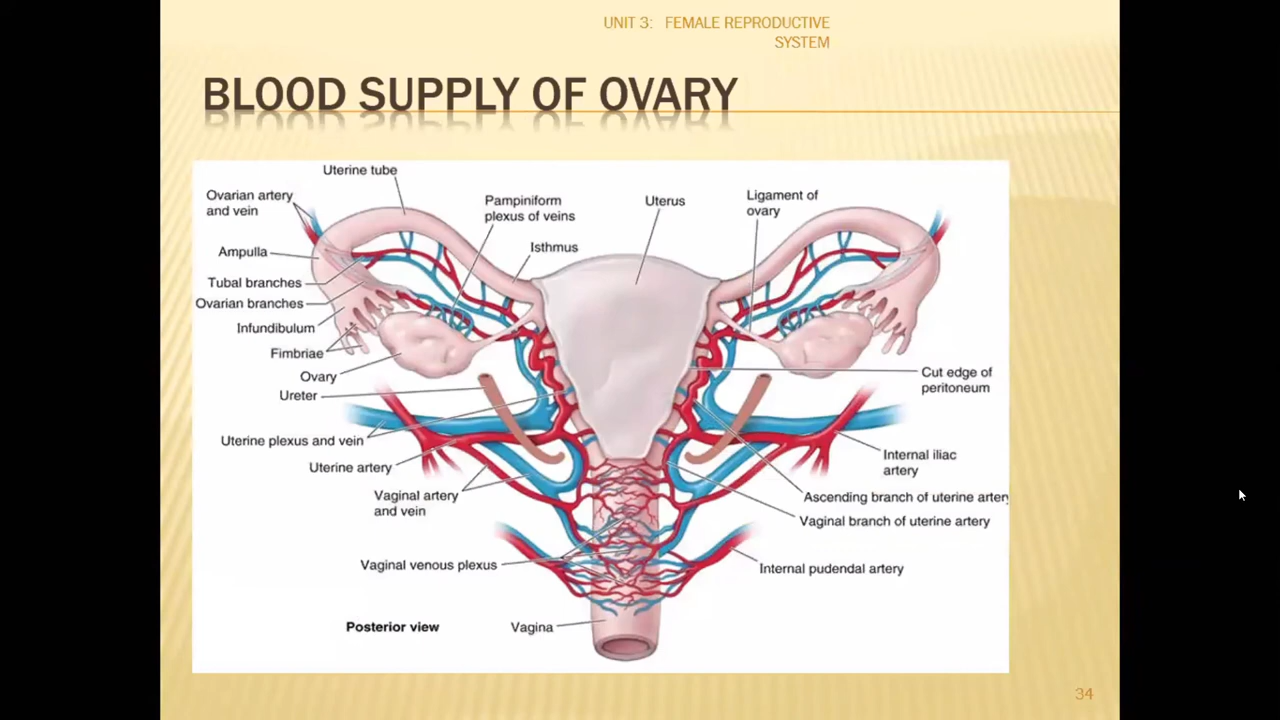 UNIT 3: FEMALE REPRODUCTIVE
SYSTEM
BLOOD SUPPLY OF OVARY
Uterine tube
Ovarian artery
and vein
Pampiniform
plexus of veins
Uterus
Ligament of
ovary
Ampulla
Isthmus
Tubal branches
Ovarian branches
Infundibulum
Fimbriae
Ovary
Ureter
Cut edge of
peritoneum
Uterine plexus and vein
Uterine artery
Internal iliac
artery
Vaginal artery
and vein
Ascending branch of uterine artery
Vaginal branch of uterine artery
Vaginal venous plexus
Internal pudendal artery
Posterior view
Vagina
34